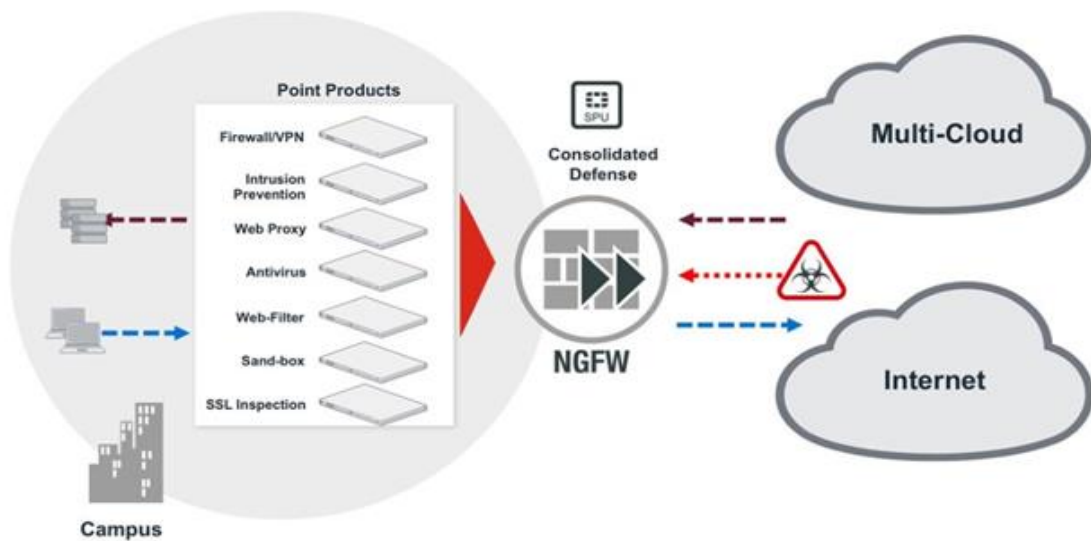 Point Products
Firewall/VPN
Intrusion
Prevention
Web Proxy
Antivirus
Web-Filter
Sand-box
SSL Inspection
Campus
SPU
Consolidated
Defense
NGFW
Multi-Cloud
Internet